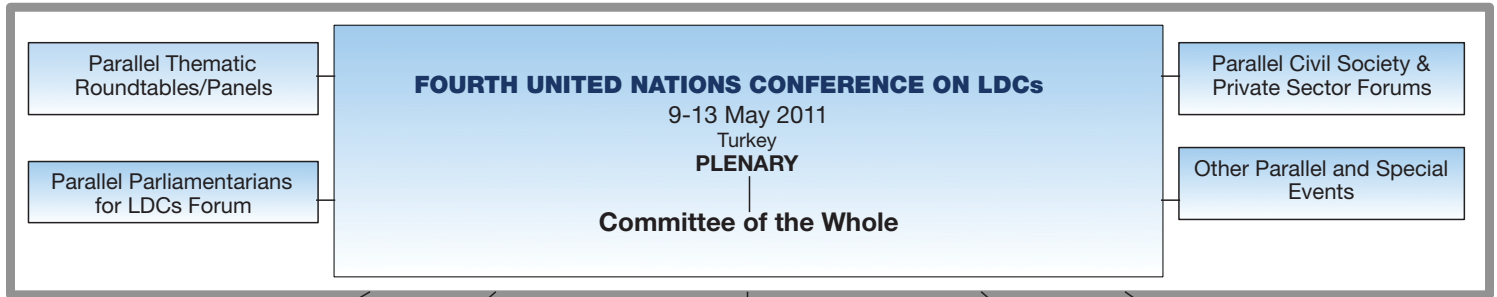 Parallel Thematic
Roundtables/Panels
Parallel Parliamentarians
for LDCs Forum
FOURTH UNITED NATIONS CONFERENCE ON LDCs
9-13 May 2011
Turkey
PLENARY
Committee of the Whole
Parallel Civil Society &
Private Sector Forums
Other Parallel and Special
Events